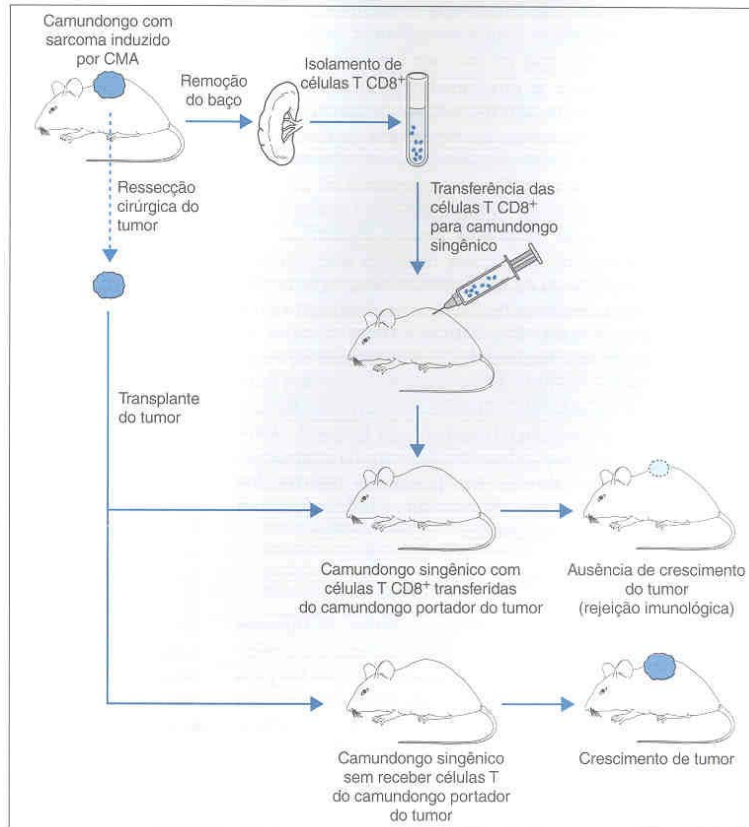 Camundongo com
sarcoma induzido
por CMA
Remoção
do baço
Isolamento de
células T CD8+
Ressecção
cirúrgica do
tumor
Transferência das
células T CD8+
para camundongo
singênico
Transplante
do tumor
Camundongo singênico com
células T CD8+ transferidas
do camundongo portador do tumor
Ausência de crescimento
do tumor
(rejeição imunológica)
Camundongo singênico
sem receber células T
do camundongo portador
do tumor
Crescimento de tumor